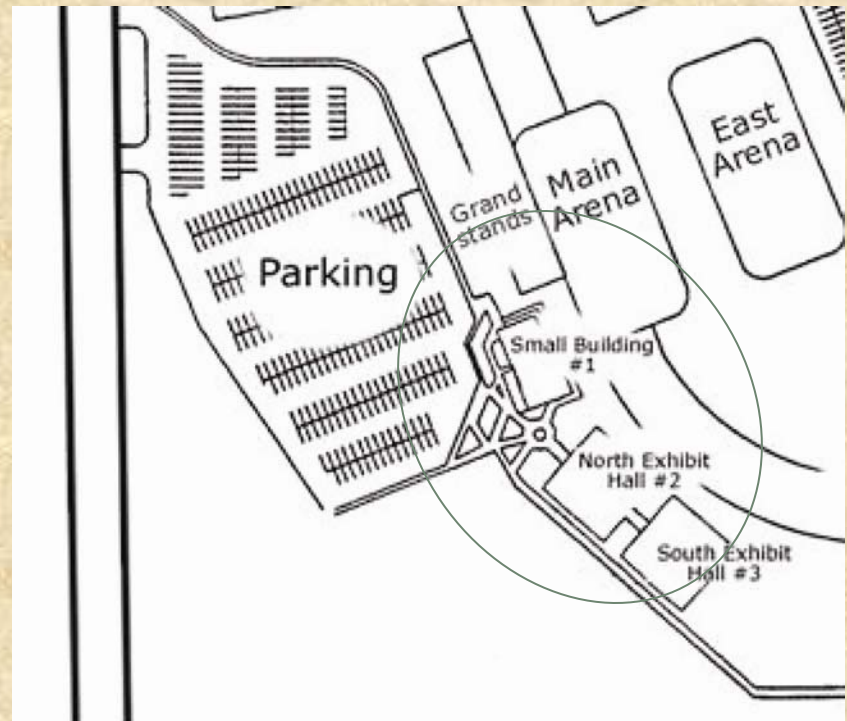 East
Arena
Main
Arena
Grand
stands
Parking
Small Building
#1
North Exhibit
Hall #2
South Exhibit
Hall #3